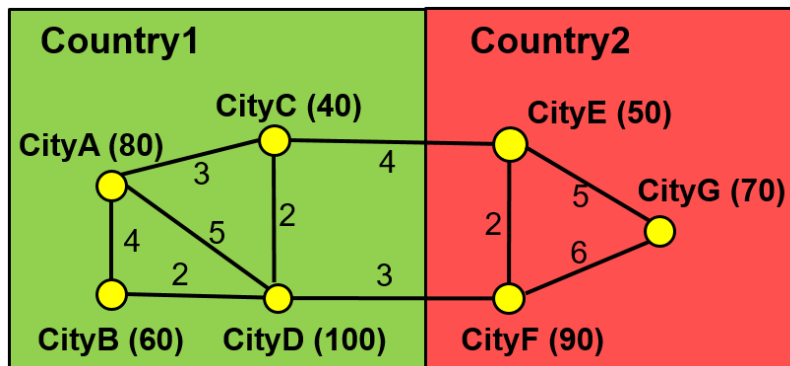 Country1
Country2
CityC (40)
CityE (50)
CityA (80)
4
3
5
CityG (70)
4
5
2
2
6
2
3
CityB (60)
CityD (100)
CityF (90)